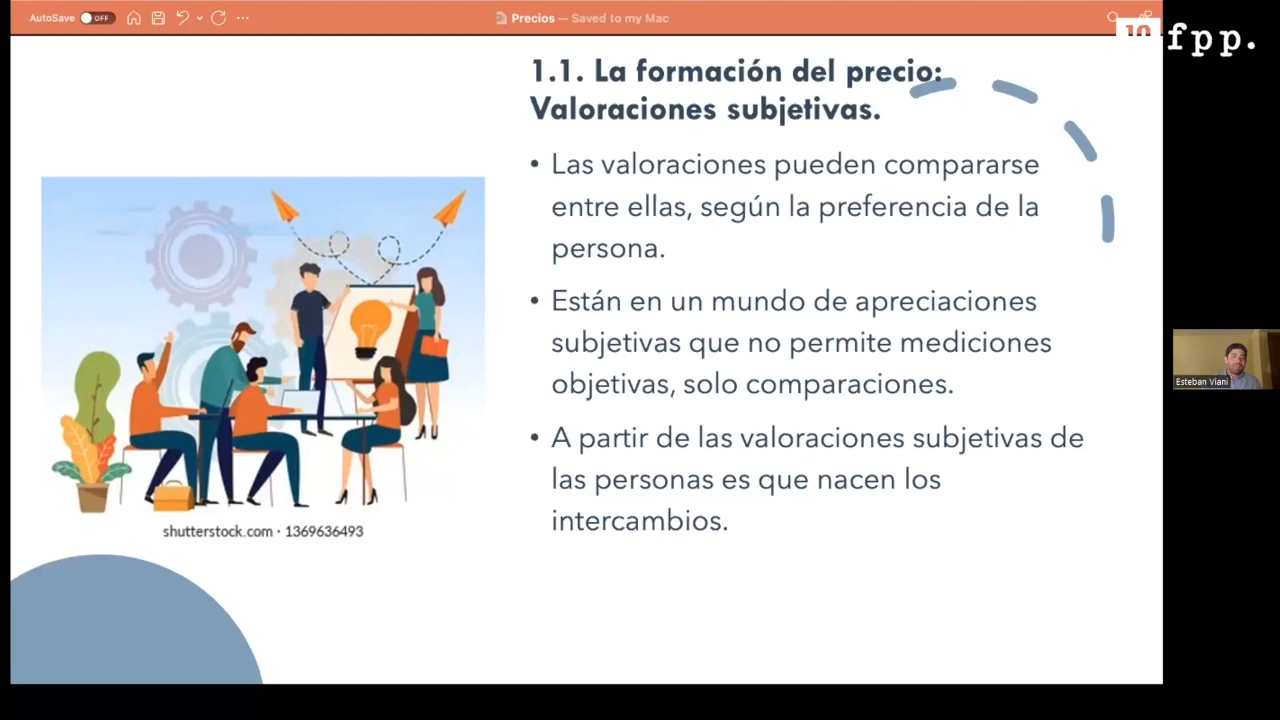 AutoSave OFF
Precios — Saved to my Mac
10 fpp.
1.1. La formación del precio:
Valoraciones subjetivas.
• Las valoraciones pueden compararse
entre ellas, según la preferencia de la
persona.
• Están en un mundo de apreciaciones
subjetivas que no permite mediciones
objetivas, solo comparaciones.
• A partir de las valoraciones subjetivas de
las personas es que nacen los
intercambios.
shutterstock.com · 1369636493
Esteban Viani